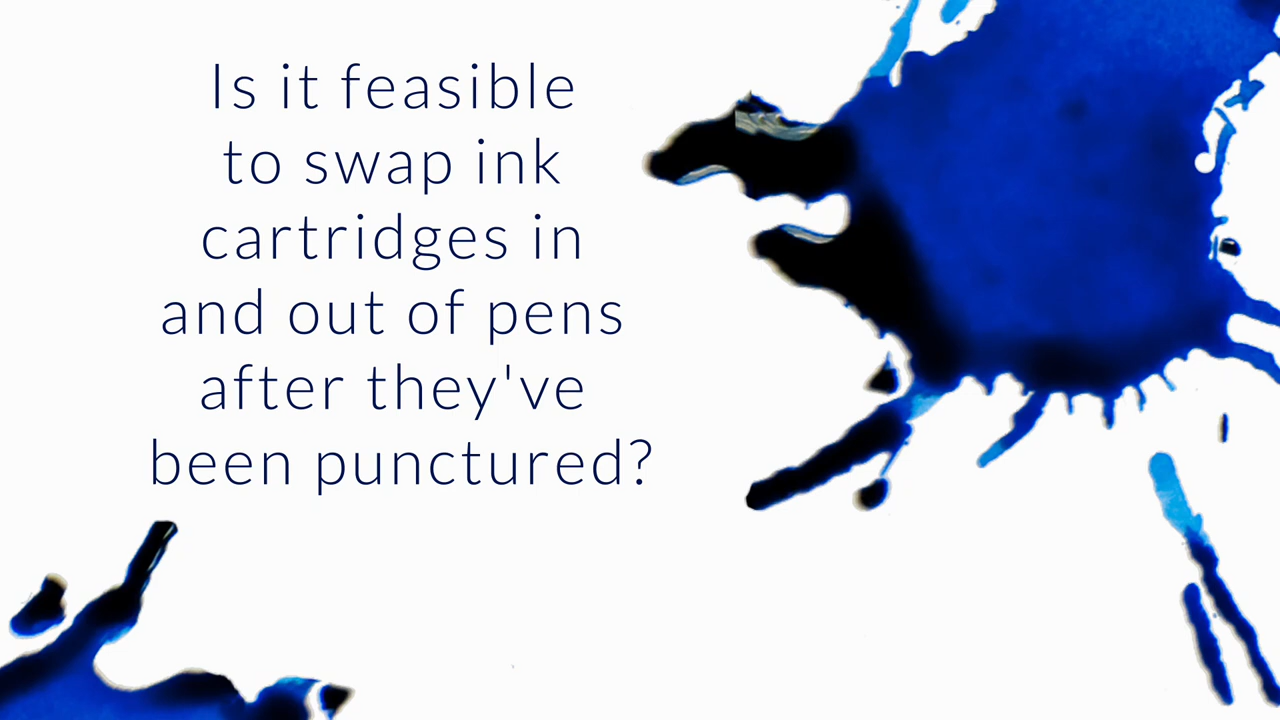 Is it feasible
to swap ink
cartridges in
and out of pens
after they've
been punctured?